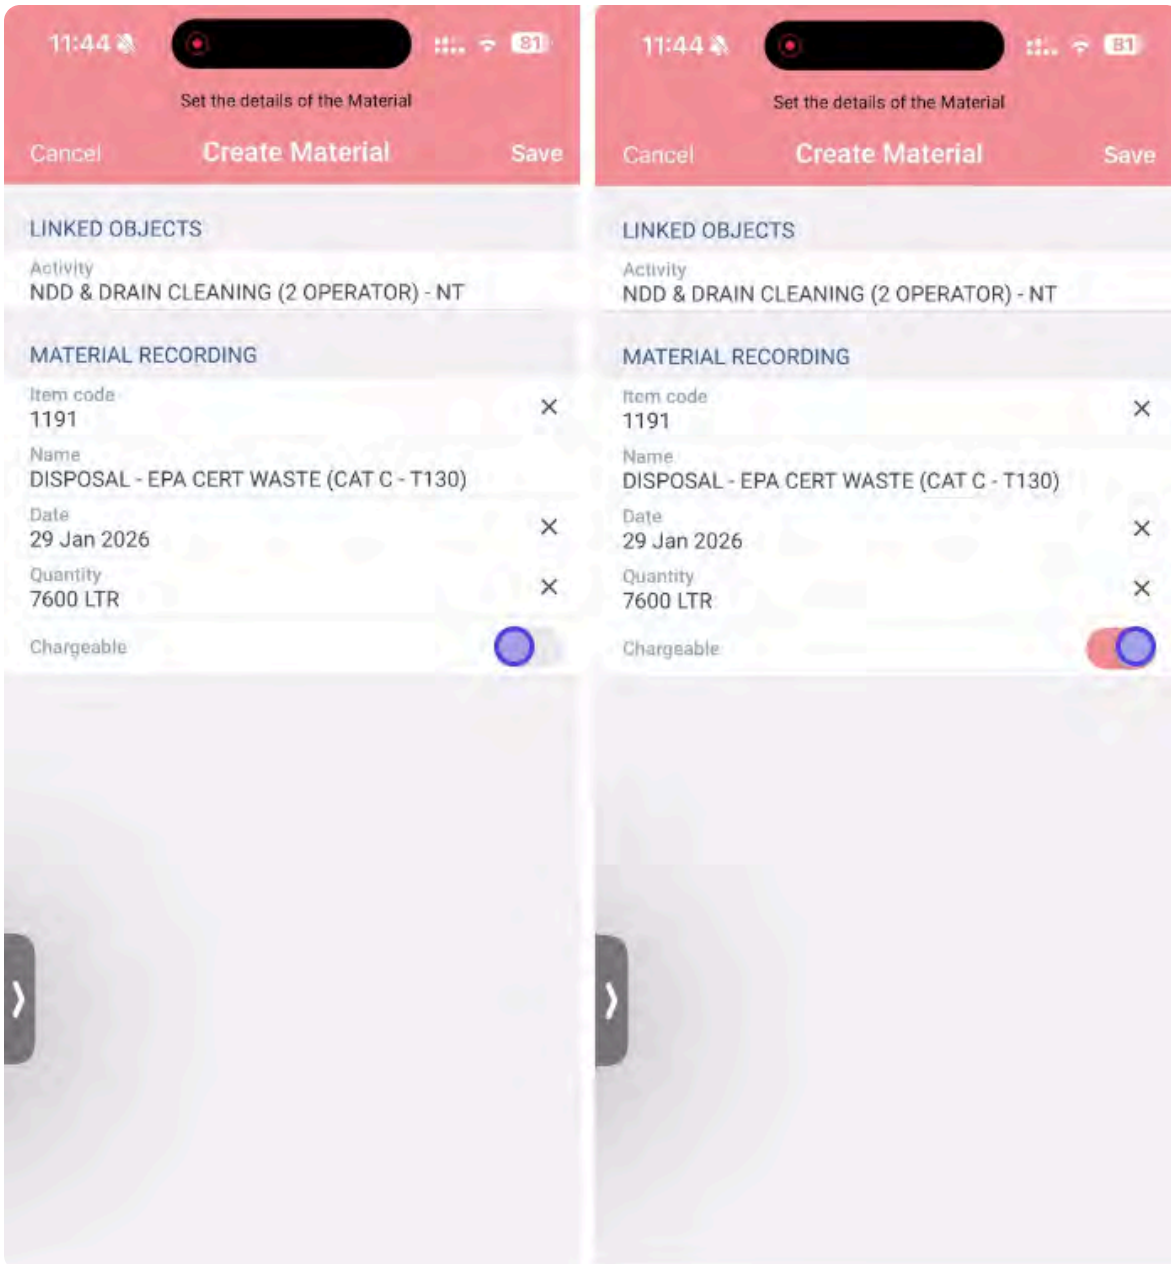 11:44
81
Set the details of the Material
Cancel Create Material Save
LINKED OBJECTS
Activity
NDD & DRAIN CLEANING (2 OPERATOR) - NT
MATERIAL RECORDING
Item code
1191
Name
DISPOSAL - EPA CERT WASTE (CAT C - T130)
Date
29 Jan 2026
Quantity
7600 LTR
Chargeable
11:44
81
Set the details of the Material
Cancel Create Material Save
LINKED OBJECTS
Activity
NDD & DRAIN CLEANING (2 OPERATOR) - NT
MATERIAL RECORDING
Item code
1191
Name
DISPOSAL - EPA CERT WASTE (CAT C - T130)
Date
29 Jan 2026
Quantity
7600 LTR
Chargeable